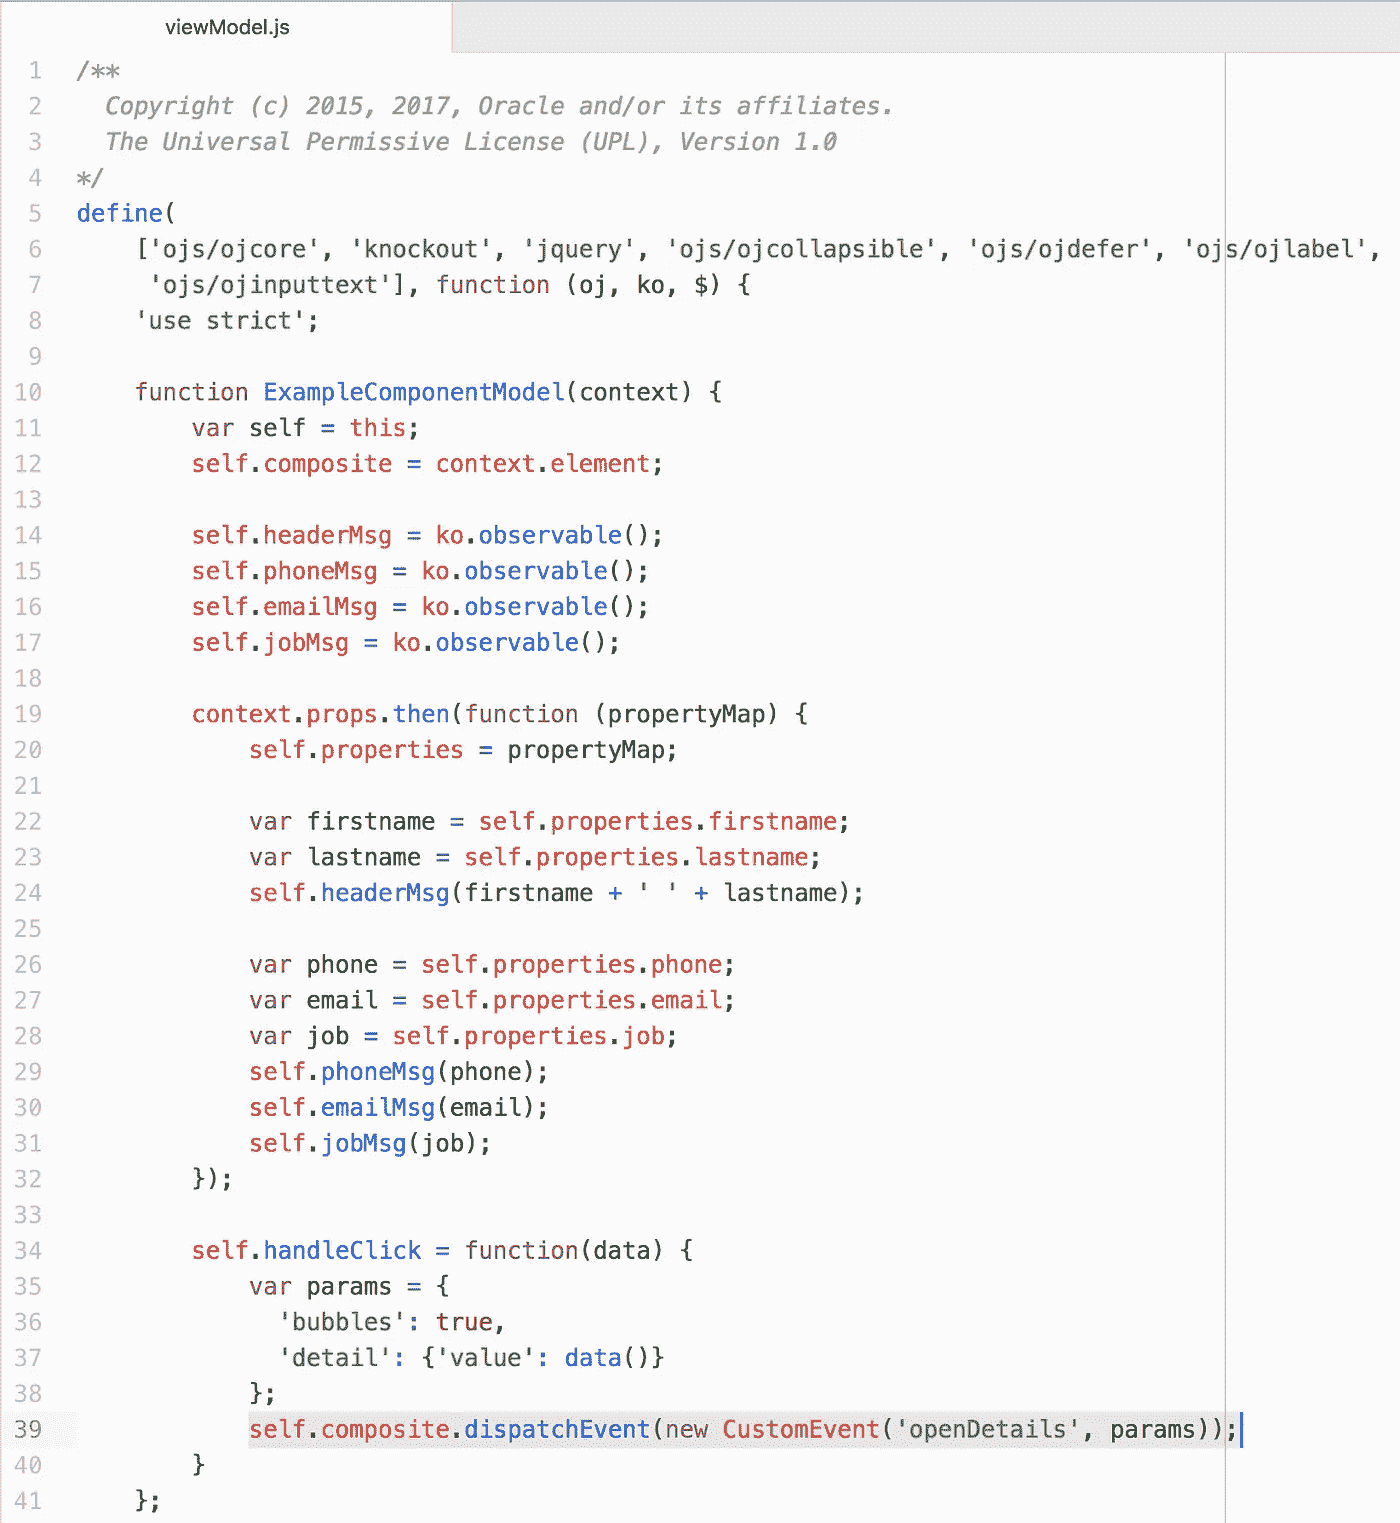 viewModel.js
1 /**
2   Copyright (c) 2015, 2017, Oracle and/or its affiliates.
3   The Universal Permissive License (UPL), Version 1.0
4 */
5 define(
6     ['ojs/ojcore', 'knockout', 'jquery', 'ojs/ojcollapsible', 'ojs/ojdefer', 'ojs/ojlabel',
7      'ojs/ojinputtext'], function (oj, ko, $) {
8     'use strict';
9
10     function ExampleComponentModel(context) {
11         var self = this;
12         self.composite = context.element;
13
14         self.headerMsg = ko.observable();
15         self.phoneMsg = ko.observable();
16         self.emailMsg = ko.observable();
17         self.jobMsg = ko.observable();
18
19         context.props.then(function (propertyMap) {
20             self.properties = propertyMap;
21
22             var firstname = self.properties.firstname;
23             var lastname = self.properties.lastname;
24             self.headerMsg(firstname + ' ' + lastname);
25
26             var phone = self.properties.phone;
27             var email = self.properties.email;
28             var job = self.properties.job;
29             self.phoneMsg(phone);
30             self.emailMsg(email);
31             self.jobMsg(job);
32         });
33
34         self.handleClick = function(data) {
35             var params = {
36               'bubbles': true,
37               'detail': {'value': data()}
38             };
39             self.composite.dispatchEvent(new CustomEvent('openDetails', params));
40         }
41     };